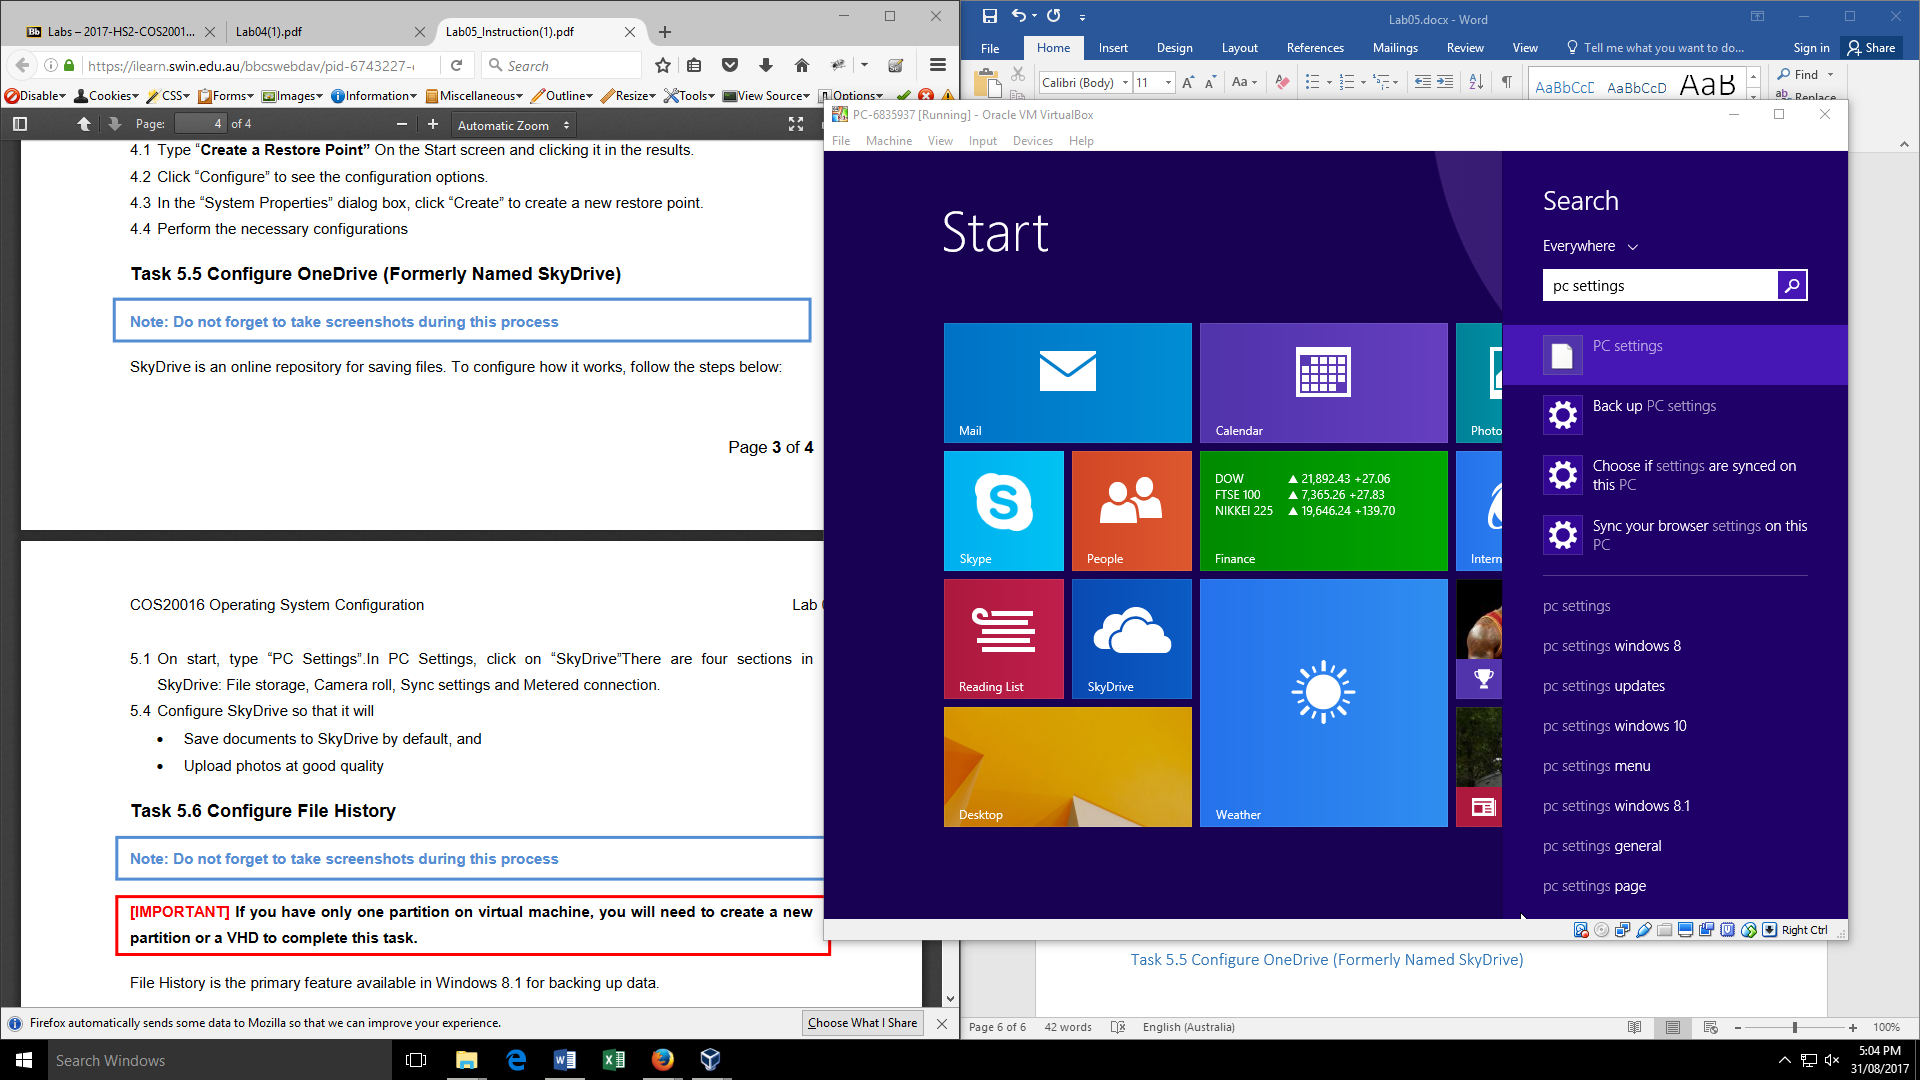 Labs – 2017-HS2-COS2001...
Lab04(1).pdf
Lab05_Instruction(1).pdf
https://ilearn.swin.edu.au/bbcswebdav/pid-6743227-
Search
Disable
Cookies
CSS
Forms
Images
Information
Miscellaneous
Outline
Resize
Tools
View Source
Options
Page:
4
of 4
Automatic Zoom
4.1 Type “Create a Restore Point” On the Start screen and clicking it in the results.
4.2 Click “Configure” to see the configuration options.
4.3 In the “System Properties” dialog box, click “Create” to create a new restore point.
4.4 Perform the necessary configurations
Task 5.5 Configure OneDrive (Formerly Named SkyDrive)
Note: Do not forget to take screenshots during this process
SkyDrive is an online repository for saving files. To configure how it works, follow the steps below:
Page 3 of 4
COS20016 Operating System Configuration
Lab
5.1 On start, type “PC Settings”.In PC Settings, click on “SkyDrive”There are four sections in
SkyDrive: File storage, Camera roll, Sync settings and Metered connection.
5.4 Configure SkyDrive so that it will
• Save documents to SkyDrive by default, and
• Upload photos at good quality
Task 5.6 Configure File History
Note: Do not forget to take screenshots during this process
[IMPORTANT] If you have only one partition on virtual machine, you will need to create a new
partition or a VHD to complete this task.
File History is the primary feature available in Windows 8.1 for backing up data.
Firefox automatically sends some data to Mozilla so that we can improve your experience.
Choose What I Share
Lab05.docx - Word
File
Home
Insert
Design
Layout
References
Mailings
Review
View
Tell me what you want to do...
Sign in
Share
Calibri (Body)
11
AaBbCcD
AaB
Find
Replace
PC-6835937 [Running] - Oracle VM VirtualBox
File
Machine
View
Input
Devices
Help
Start
Mail
Calendar
Photo
Skype
People
DOW ▲ 21,892.43 +27.06
FTSE 100 ▲ 7,365.26 +27.83
NIKKEI 225 ▲ 19,646.24 +139.70
Finance
Intern
Reading List
SkyDrive
Desktop
Weather
Search
Everywhere
pc settings
PC settings
Back up PC settings
Choose if settings are synced on
this PC
Sync your browser settings on this
PC
pc settings
pc settings windows 8
pc settings updates
pc settings windows 10
pc settings menu
pc settings windows 8.1
pc settings general
pc settings page
Right Ctrl
Task 5.5 Configure OneDrive (Formerly Named SkyDrive)
Page 6 of 6
42 words
English (Australia)
100%
Search Windows
5:04 PM
31/08/2017